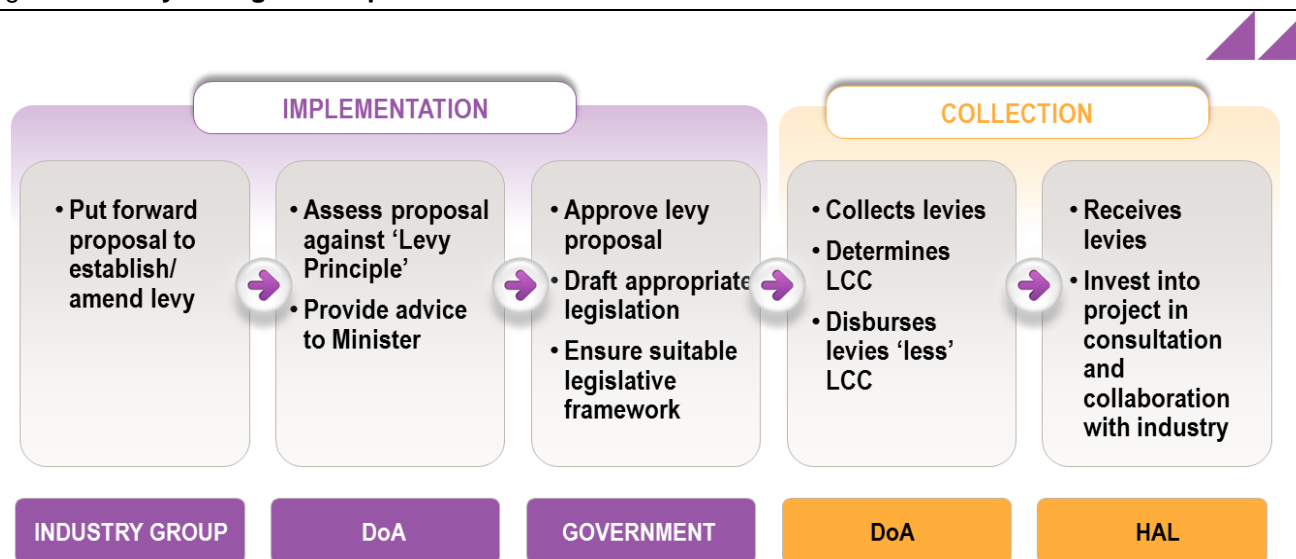 IMPLEMENTATION
COLLECTION
• Put forward
proposal to
establish/
amend levy
• Assess proposal
against ‘Levy
Principle’
• Provide advice
to Minister
• Approve levy
proposal
• Draft appropriate
legislation
• Ensure suitable
legislative
framework
• Collects levies
• Determines
LCC
• Disburses
levies ‘less’
LCC
• Receives
levies
• Invest into
project in
consultation
and
collaboration
with industry
INDUSTRY GROUP
DoA
GOVERNMENT
DoA
HAL